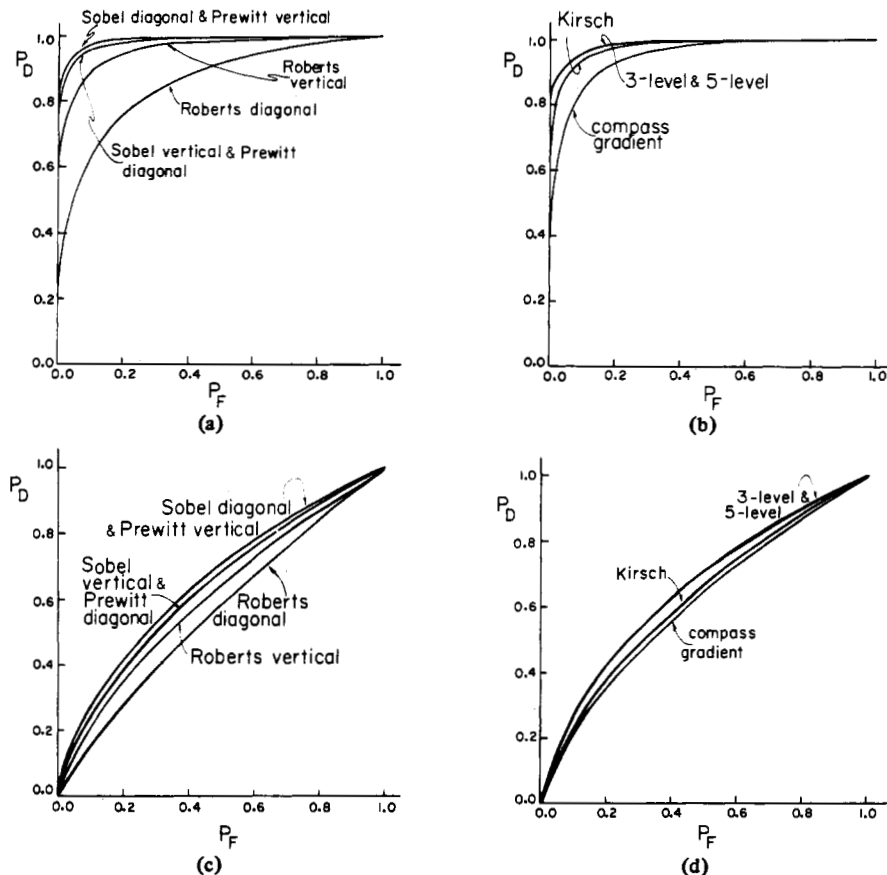 Sobel diagonal & Prewitt vertical
1.0
P_D
0.8
0.6
0.4
0.2
0.0
Roberts
vertical
Roberts diagonal
Sobel vertical & Prewitt
diagonal
0.0 0.2 0.4 0.6 0.8 1.0
P_F
(a)
1.0
P_D
0.8
0.6
0.4
0.2
0.0
Kirsch
3-level & 5-level
compass
gradient
0.0 0.2 0.4 0.6 0.8 1.0
P_F
(b)
1.0
P_D
0.8
0.6
0.4
0.2
0.0
Sobel diagonal
& Prewitt vertical
Sobel
vertical &
Prewitt
diagonal
Roberts
diagonal
Roberts vertical
0.0 0.2 0.4 0.6 0.8 1.0
P_F
(c)
1.0
P_D
0.8
0.6
0.4
0.2
0.0
3-level &
5-level
Kirsch
compass
gradient
0.0 0.2 0.4 0.6 0.8 1.0
P_F
(d)